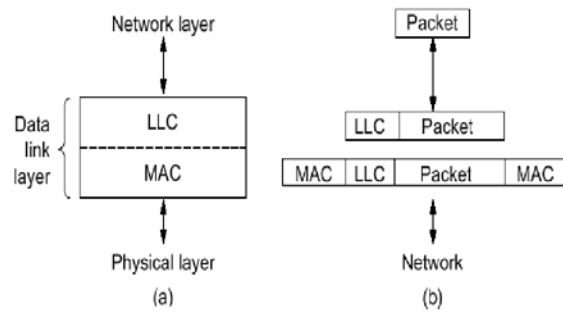 Network layer
Data
link
layer
LLC
MAC
Physical layer
(a)
Packet
LLC Packet
MAC LLC Packet MAC
Network
(b)